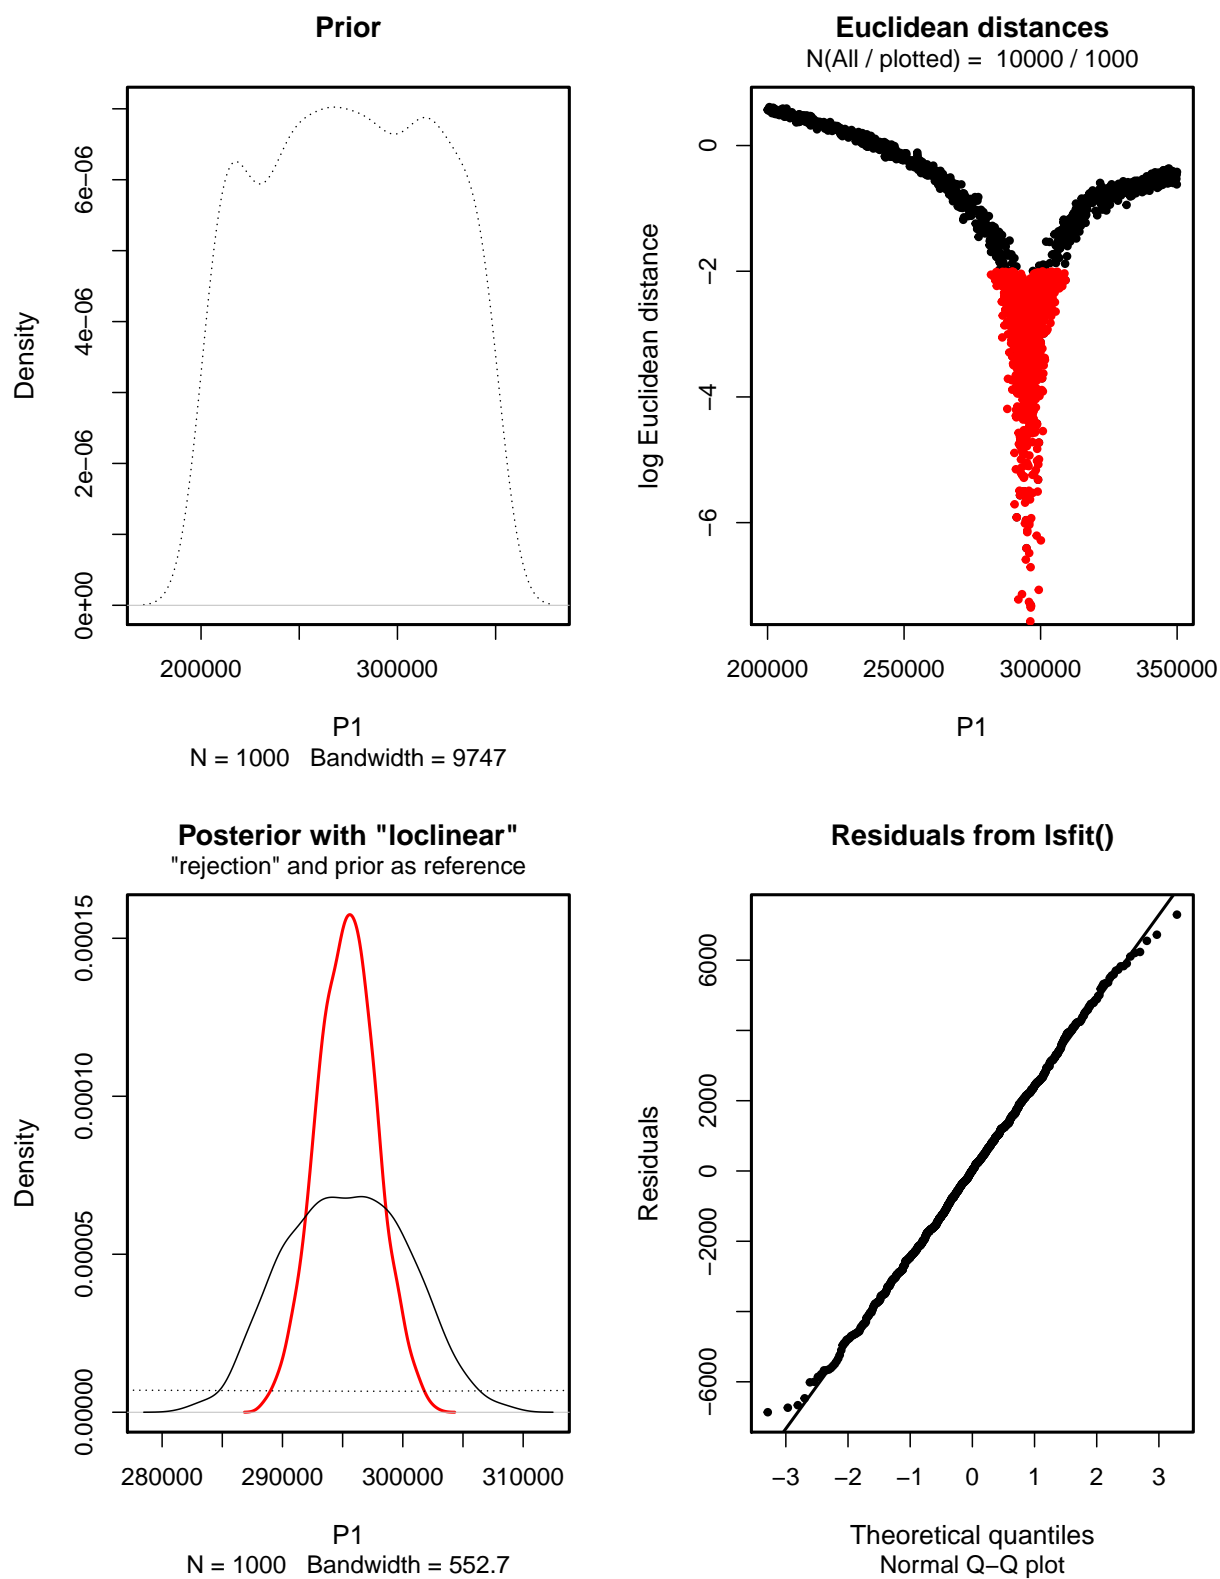 Prior
Density
0e+00
2e−06
4e−06
6e−06
200000
300000
P1
N = 1000   Bandwidth = 9747
Euclidean distances
N(All / plotted) =  10000 / 1000
log Euclidean distance
0
−2
−4
−6
200000
250000
300000
350000
P1
Posterior with "loclinear"
"rejection" and prior as reference
Density
0.00000
0.00005
0.00010
0.00015
280000
290000
300000
310000
P1
N = 1000   Bandwidth = 552.7
Residuals from lsfit()
Residuals
−6000
−2000
0
2000
6000
−3
−2
−1
0
1
2
3
Theoretical quantiles
Normal Q−Q plot